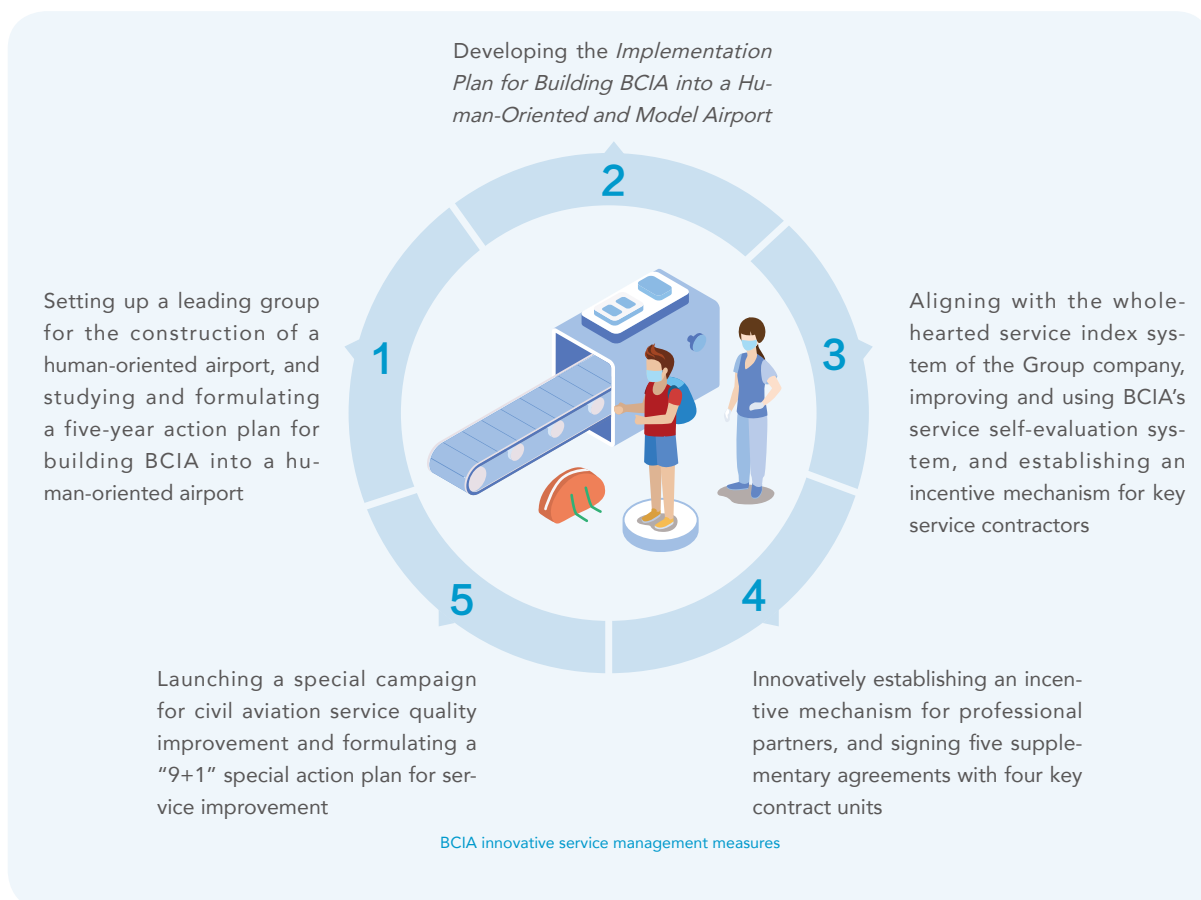 Developing the Implementation
Plan for Building BCIA into a Hu-
man-Oriented and Model Airport
2
Setting up a leading group
for the construction of a
human-oriented airport, and
studying and formulating
a five-year action plan for
building BCIA into a hu-
man-oriented airport
1
3
Aligning with the whole-
hearted service index sys-
tem of the Group company,
improving and using BCIA's
service self-evaluation sys-
tem, and establishing an
incentive mechanism for key
service contractors
5
4
Launching a special campaign
for civil aviation service quality
improvement and formulating a
“9+1” special action plan for ser-
vice improvement
Innovatively establishing an incen-
tive mechanism for professional
partners, and signing five supple-
mentary agreements with four key
contract units
BCIA innovative service management measures